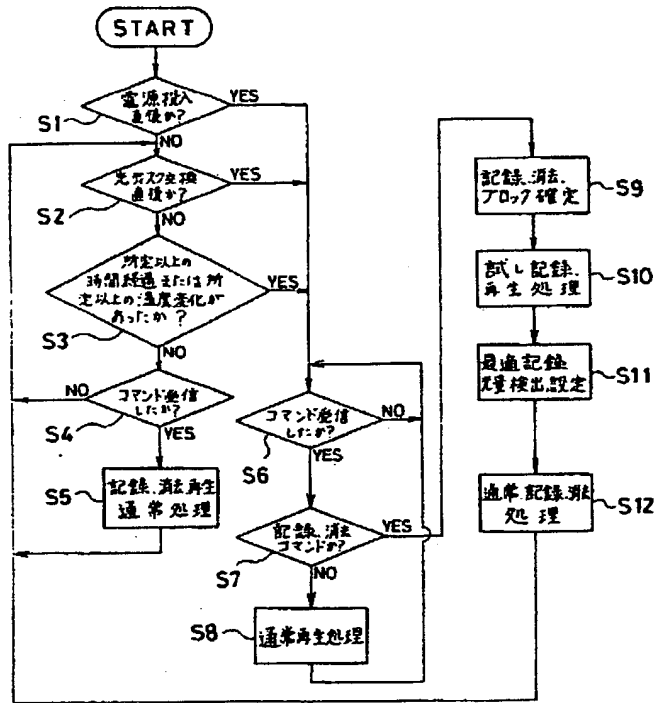 START
電源投入
直後か?
YES
S1
NO
光ディスク交換
直後か?
YES
S2
NO
所定以上の
時間経過または所
定以上の温度変化が
あったか?
YES
S3
NO
コマンド発信
したか?
NO
S4
YES
記録、消去、再生
通常処理
S5
コマンド発信
したか?
NO
S6
YES
記録、消去
コマンドか?
YES
S7
NO
通常再生処理
S8
記録、消去、
ブロック確定
S9
試し記録、
再生処理
S10
最適記録
光量検出、設定
S11
通常、記録、消去
処理
S12